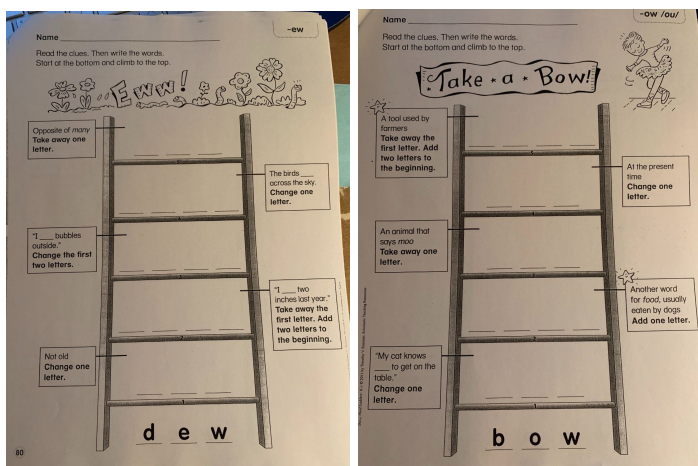 Name
-ew
Read the clues. Then write the words.
Start at the bottom and climb to the top.
Eww!
Opposite of many
Take away one
letter.
The birds ___
across the sky.
Change one
letter.
"I ___ bubbles
outside."
Change the first
two letters.
"I ___ two
inches last year."
Take away the
first letter. Add
two letters to
the beginning.
Not old
Change one
letter.
d e w
80
Name
-ow /ou/
Read the clues. Then write the words.
Start at the bottom and climb to the top.
Take a Bow!
A tool used by
farmers
Take away the
first letter. Add
two letters to
the beginning.
At the present
time
Change one
letter.
An animal that
says moo
Take away one
letter.
Another word
for food, usually
eaten by dogs
Add one letter.
"My cat knows
___ to get on the
table."
Change one
letter.
b o w